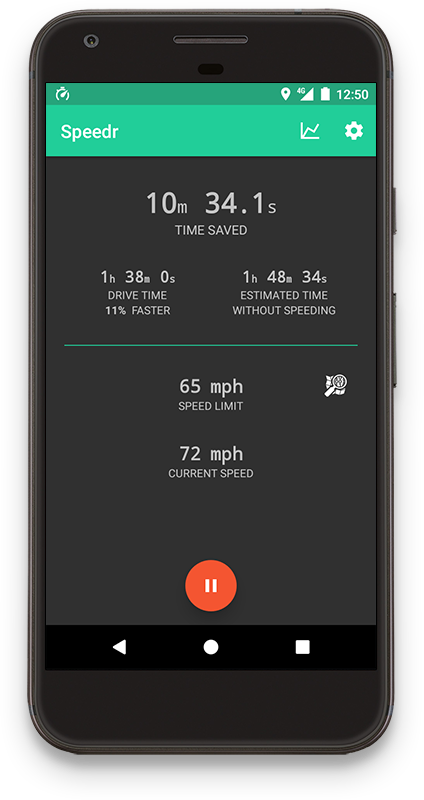 4G 12:50
Speedr
10m 34.1s
TIME SAVED
1h 38m 0s 1h 48m 34s
DRIVE TIME ESTIMATED TIME
11% FASTER WITHOUT SPEEDING
65 mph
SPEED LIMIT
72 mph
CURRENT SPEED